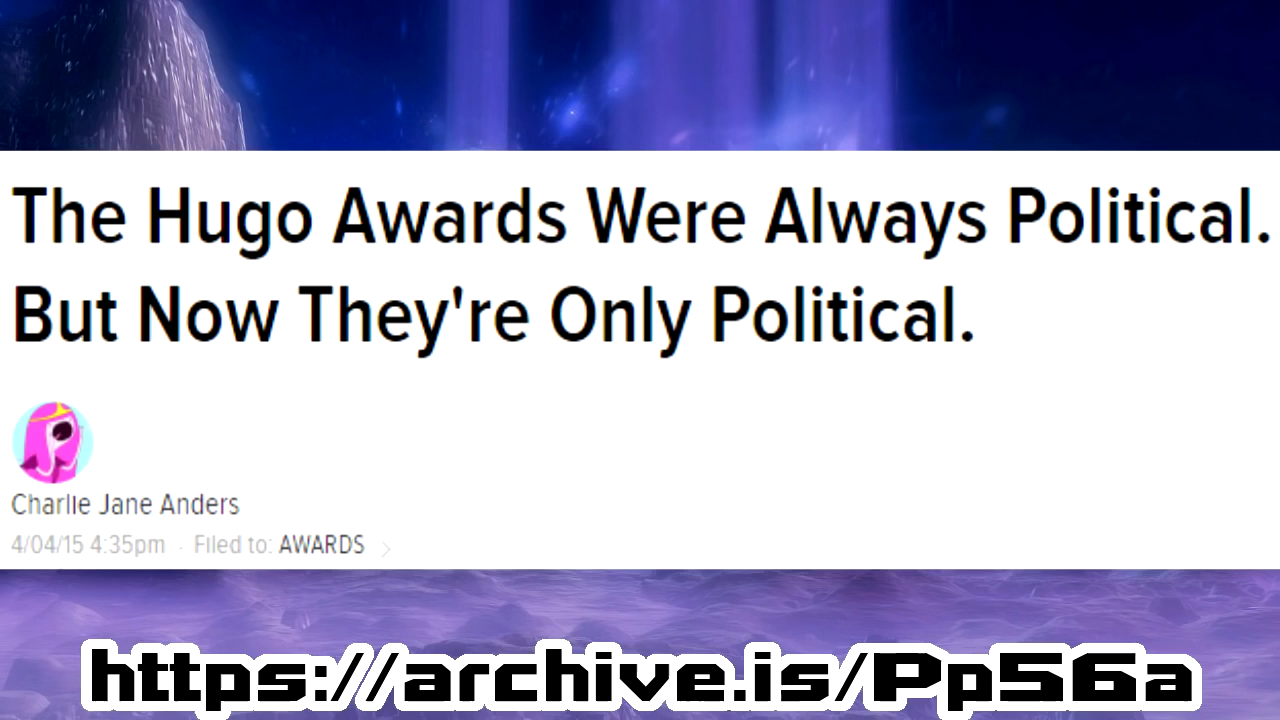 The Hugo Awards Were Always Political.
But Now They're Only Political.
Charlie Jane Anders
4/04/15 4:35pm · Filed to: AWARDS >
https://archive.is/Pp56a